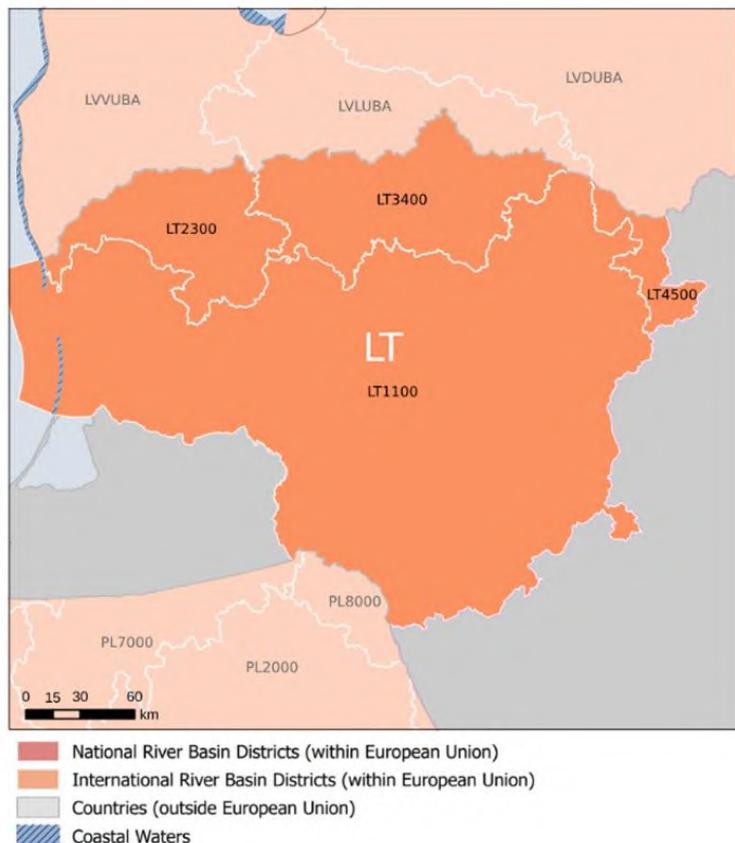 LVVUBA
LVLUBA
LVDUBA
LT2300
LT3400
LT4500
LT
LT1100
PL8000
PL7000
PL2000
0 15 30 60
km
National River Basin Districts (within European Union)
International River Basin Districts (within European Union)
Countries (outside European Union)
Coastal Waters